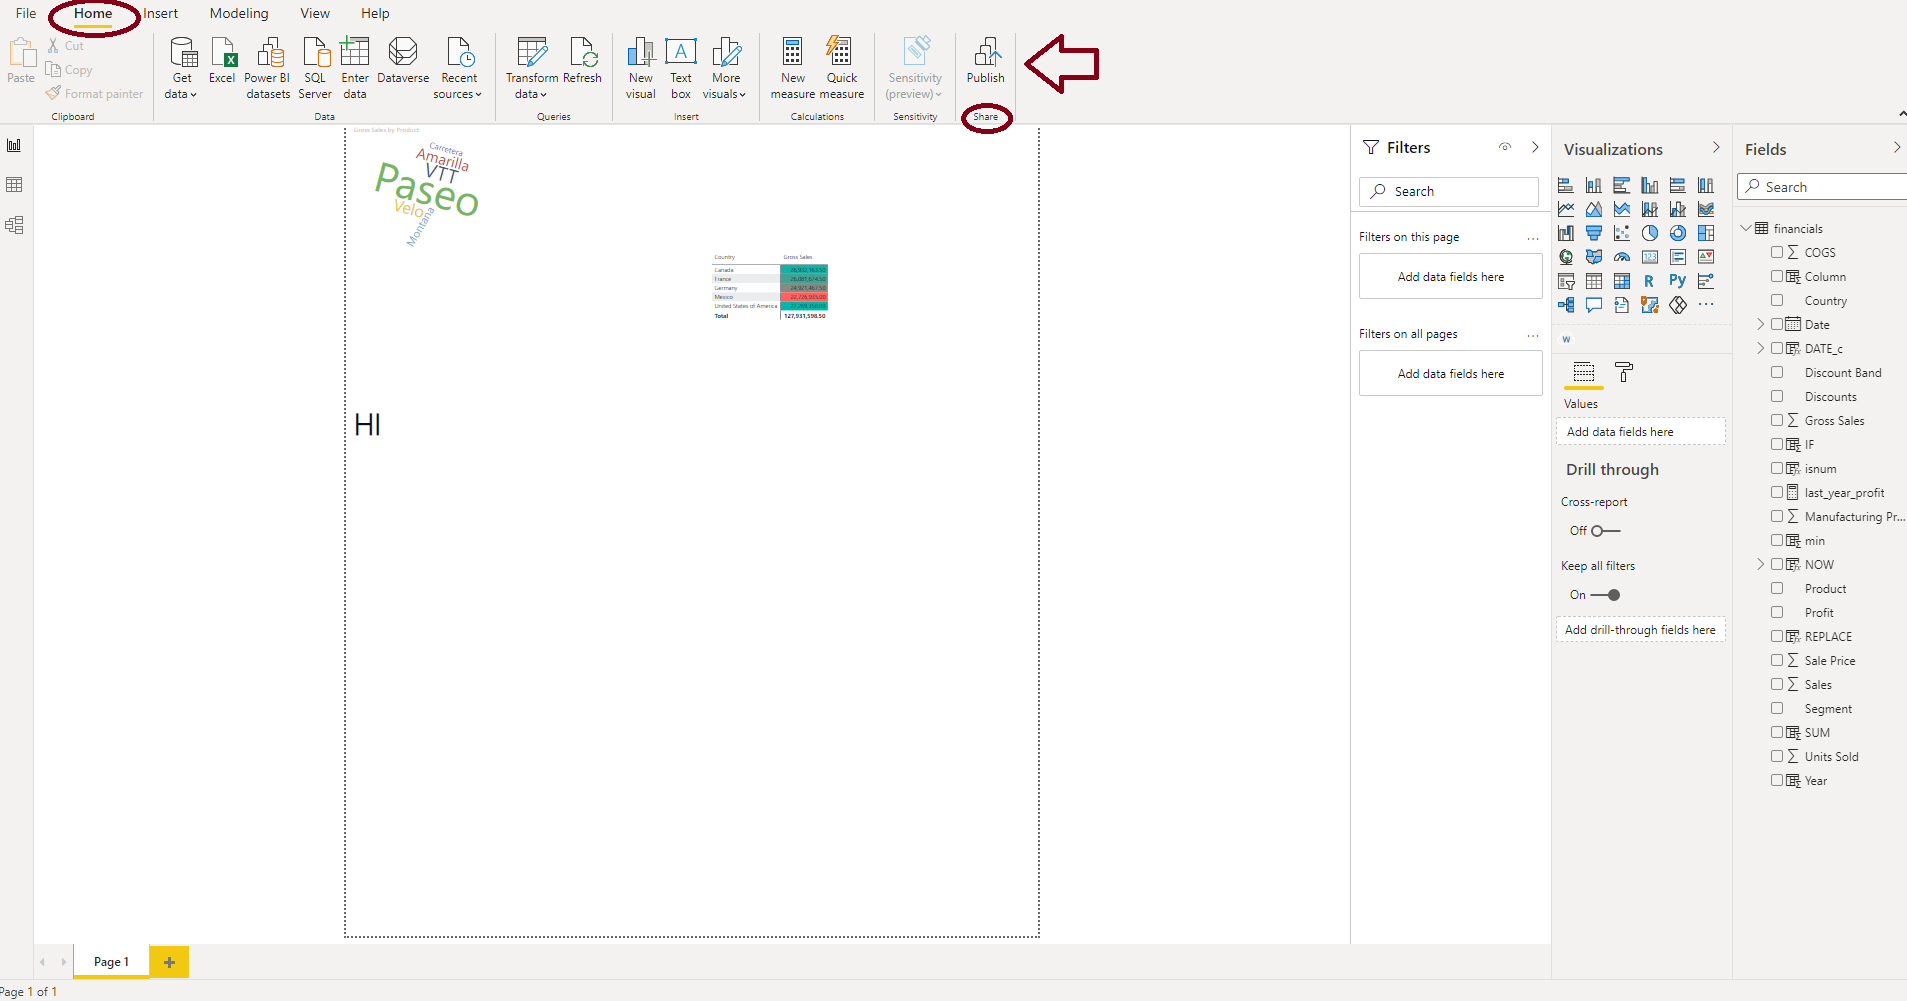 File Home Insert Modeling View Help
Paste
Cut
Copy
Format painter
Clipboard
Get data
Excel
Power BI datasets
SQL Server
Enter data
Dataverse
Recent sources
Data
Transform data
Refresh
Queries
New visual
Text box
More visuals
Insert
New measure
Quick measure
Calculations
Sensitivity (preview)
Sensitivity
Publish
Share
Gross Sales by Product
Carretera
Amarilla
VTT
Paseo
Velo
Montana
Country Gross Sales
Canada
France
Germany
Mexico
United States of America
Total 127,931,598.50
HI
Filters
Search
Filters on this page ...
Add data fields here
Filters on all pages ...
Add data fields here
Visualizations
123
R
Py
...
W
Values
Add data fields here
Drill through
Cross-report
Off
Keep all filters
On
Add drill-through fields here
Fields
Search
financials
COGS
Column
Country
Date
DATE_c
Discount Band
Discounts
Gross Sales
IF
isnum
last_year_profit
Manufacturing Pr...
min
NOW
Product
Profit
REPLACE
Sale Price
Sales
Segment
SUM
Units Sold
Year
Page 1
+
Page 1 of 1